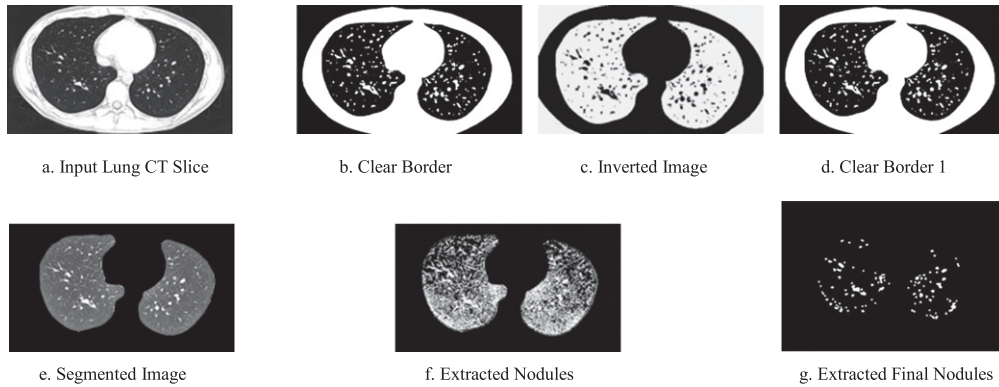 a. Input Lung CT Slice
b. Clear Border
c. Inverted Image
d. Clear Border 1
e. Segmented Image
f. Extracted Nodules
g. Extracted Final Nodules